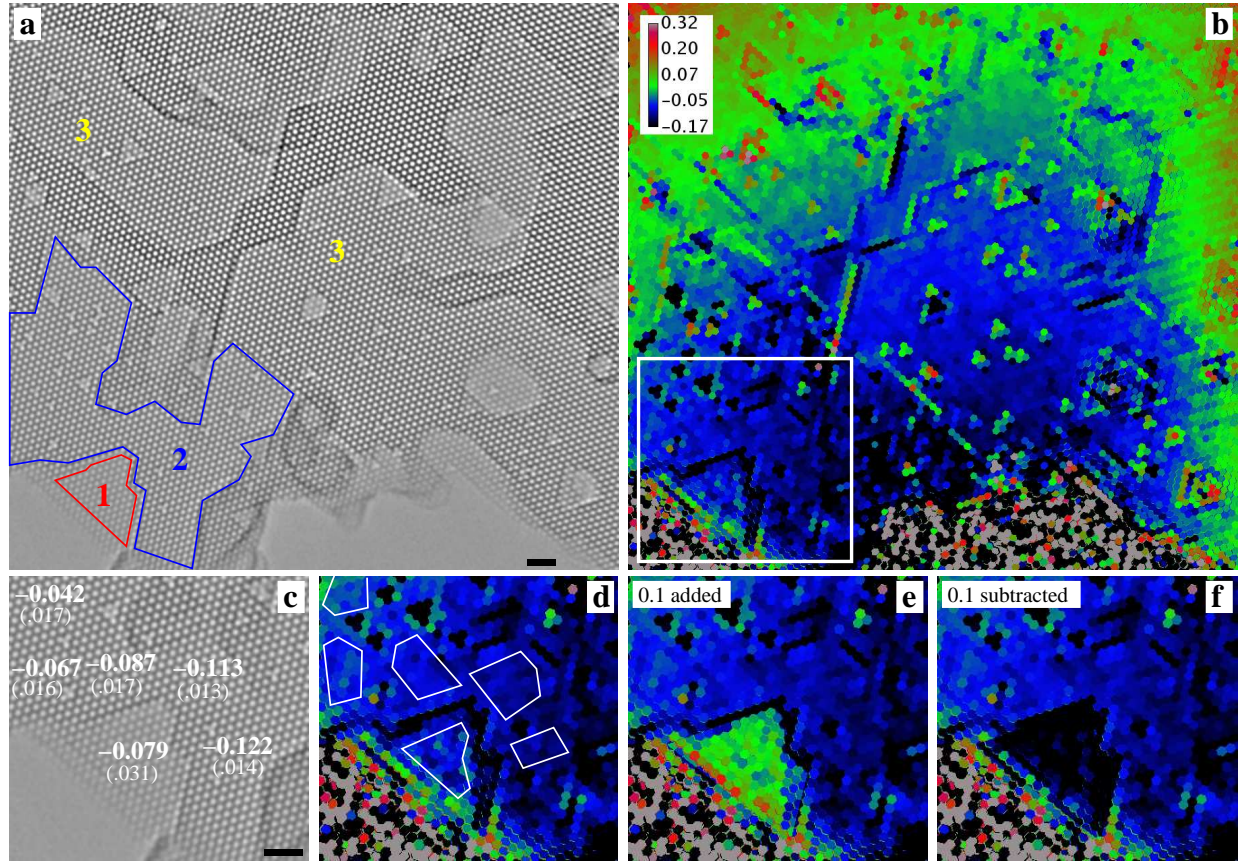 a
3
3
2
1
b
0.32
0.20
0.07
−0.05
−0.17
c
−0.042
(.017)
−0.067 −0.087 −0.113
(.016) (.017) (.013)
−0.079 −0.122
(.031) (.014)
d
0.1 added e
0.1 subtracted f